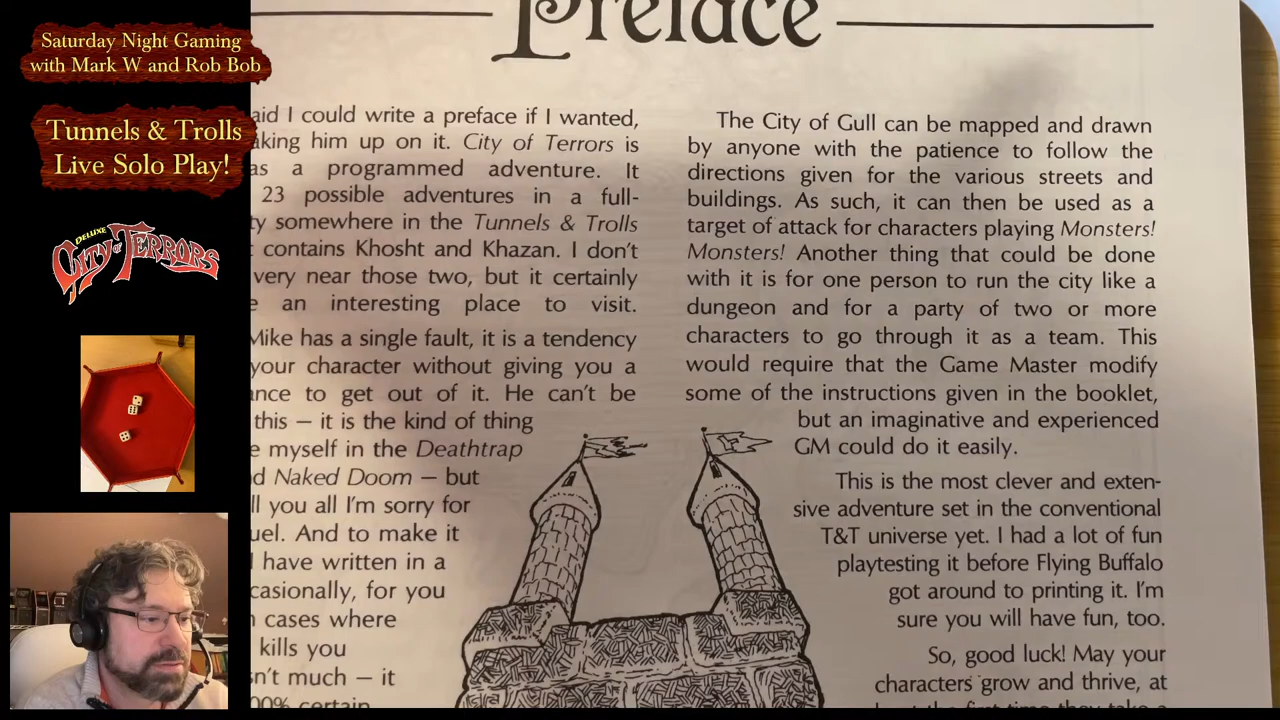 Saturday Night Gaming
with Mark W and Rob Bob
Tunnels & Trolls
Live Solo Play!
DELUXE
CITY OF TERRORS
Preface
aid I could write a preface if I wanted,
aking him up on it. City of Terrors is
as a programmed adventure. It
23 possible adventures in a full-
ty somewhere in the Tunnels & Trolls
contains Khosht and Khazan. I don't
very near those two, but it certainly
e an interesting place to visit.
Mike has a single fault, it is a tendency
your character without giving you a
ance to get out of it. He can't be
this — it is the kind of thing
e myself in the Deathtrap
d Naked Doom — but
ll you all I'm sorry for
uel. And to make it
I have written in a
casionally, for you
n cases where
kills you
sn't much — it
00% certain
The City of Gull can be mapped and drawn
by anyone with the patience to follow the
directions given for the various streets and
buildings. As such, it can then be used as a
target of attack for characters playing Monsters!
Monsters! Another thing that could be done
with it is for one person to run the city like a
dungeon and for a party of two or more
characters to go through it as a team. This
would require that the Game Master modify
some of the instructions given in the booklet,
but an imaginative and experienced
GM could do it easily.
This is the most clever and exten-
sive adventure set in the conventional
T&T universe yet. I had a lot of fun
playtesting it before Flying Buffalo
got around to printing it. I'm
sure you will have fun, too.
So, good luck! May your
characters grow and thrive, at